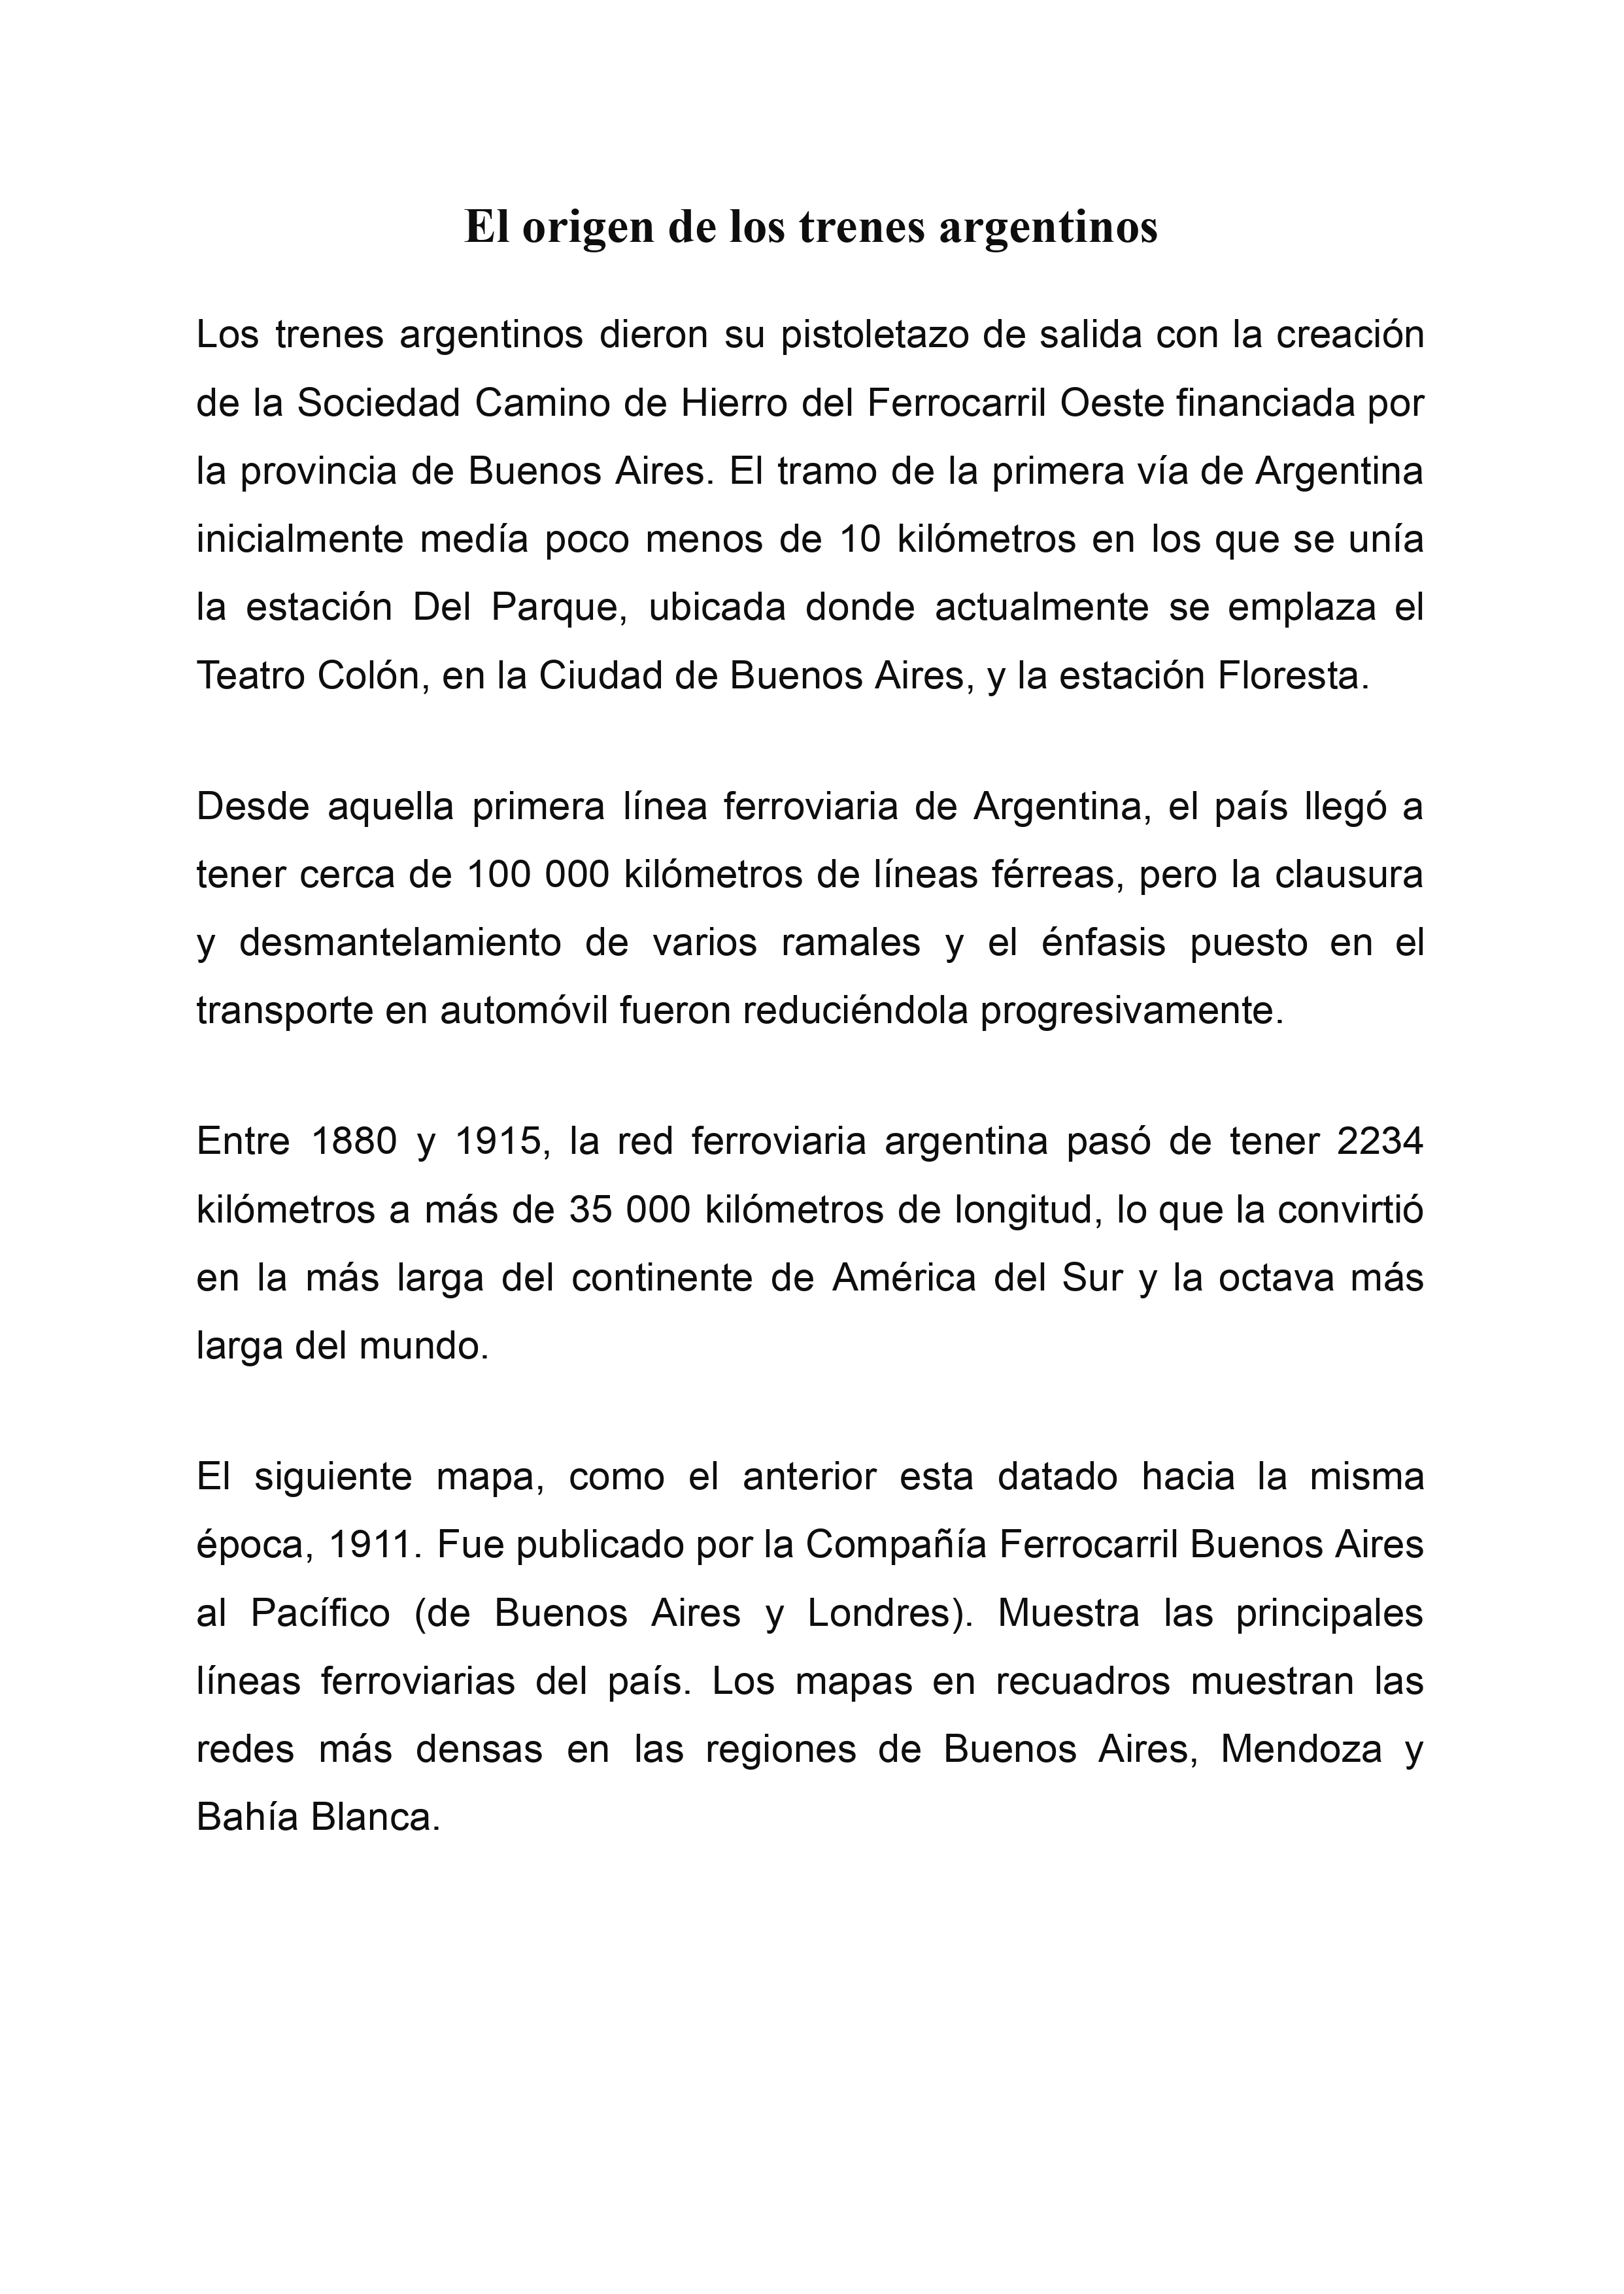 El origen de los trenes argentinos
Los trenes argentinos dieron su pistoletazo de salida con la creación
de la Sociedad Camino de Hierro del Ferrocarril Oeste financiada por
la provincia de Buenos Aires. El tramo de la primera vía de Argentina
inicialmente medía poco menos de 10 kilómetros en los que se unía
la estación Del Parque, ubicada donde actualmente se emplaza el
Teatro Colón, en la Ciudad de Buenos Aires, y la estación Floresta.
Desde aquella primera línea ferroviaria de Argentina, el país llegó a
tener cerca de 100 000 kilómetros de líneas férreas, pero la clausura
y desmantelamiento de varios ramales y el énfasis puesto en el
transporte en automóvil fueron reduciéndola progresivamente.
Entre 1880 y 1915, la red ferroviaria argentina pasó de tener 2234
kilómetros a más de 35 000 kilómetros de longitud, lo que la convirtió
en la más larga del continente de América del Sur y la octava más
larga del mundo.
El siguiente mapa, como el anterior esta datado hacia la misma
época, 1911. Fue publicado por la Compañía Ferrocarril Buenos Aires
al Pacífico (de Buenos Aires y Londres). Muestra las principales
líneas ferroviarias del país. Los mapas en recuadros muestran las
redes más densas en las regiones de Buenos Aires, Mendoza y
Bahía Blanca.